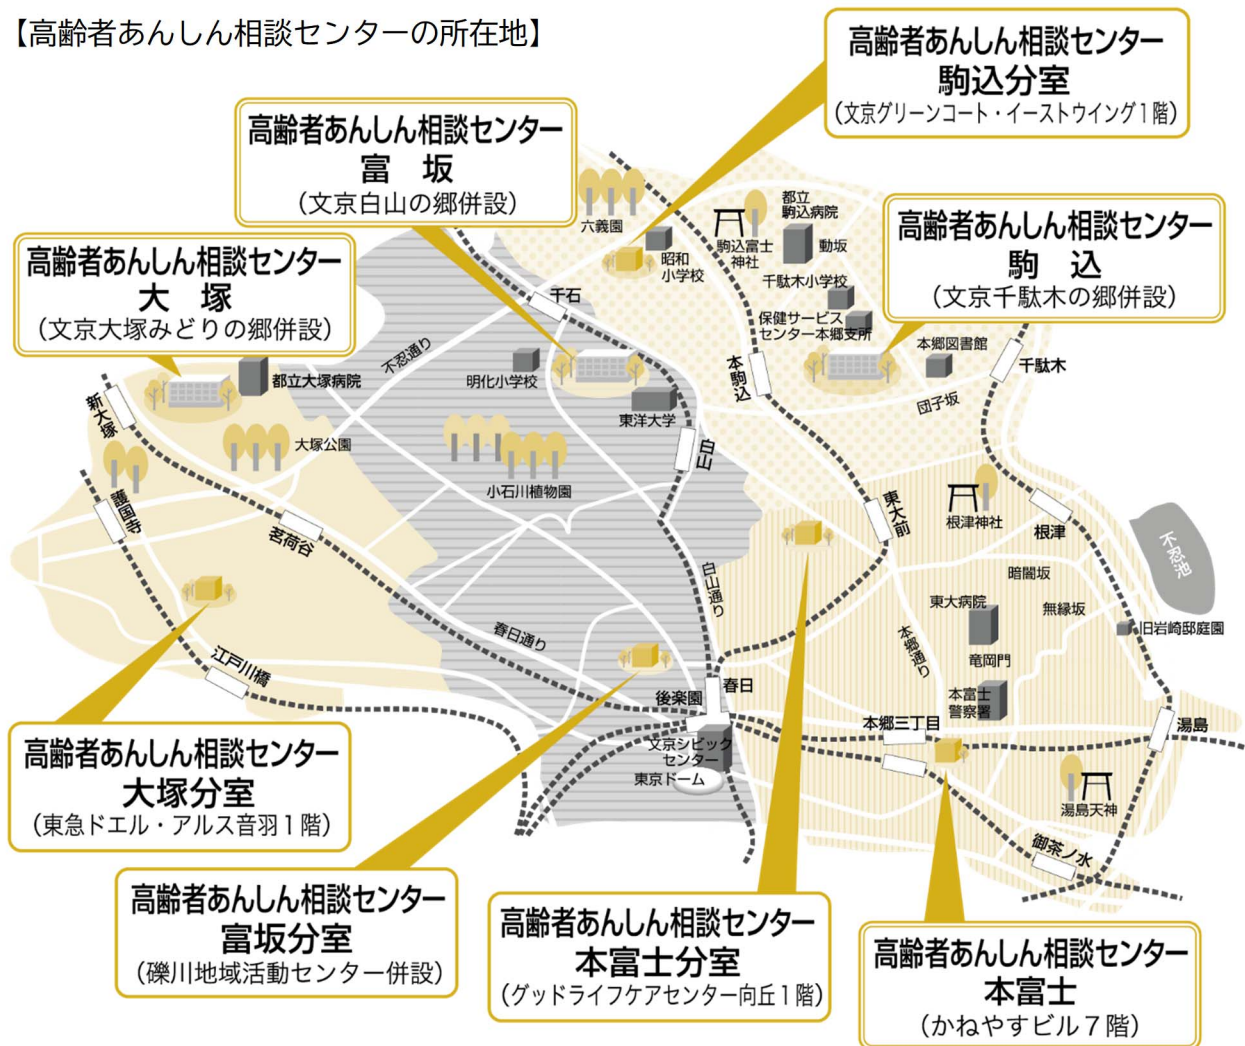 【高齢者あんしん相談センターの所在地】
高齢者あんしん相談センター
駒込分室
(文京グリーンコート・イーストウイング1階)
高齢者あんしん相談センター
富 坂
(文京白山の郷併設)
高齢者あんしん相談センター
駒 込
(文京千駄木の郷併設)
高齢者あんしん相談センター
大 塚
(文京大塚みどりの郷併設)
六義園
昭和
小学校
駒込富士
神社
都立
駒込病院
動坂
千駄木小学校
保健サービス
センター本郷支所
本郷図書館
千石
不忍通り
明化小学校
東洋大学
本駒込
団子坂
千駄木
都立大塚病院
新大塚
大塚公園
白山
小石川植物園
護国寺
茗荷谷
東大前
根津神社
根津
不忍池
暗闇坂
東大病院
無縁坂
旧岩崎邸庭園
竜岡門
白山通り
春日通り
本郷通り
江戸川橋
後楽園
春日
本富士
警察署
本郷三丁目
湯島
文京シビック
センター
東京ドーム
湯島天神
御茶ノ水
高齢者あんしん相談センター
大塚分室
(東急ドエル・アルス音羽1階)
高齢者あんしん相談センター
富坂分室
(礫川地域活動センター併設)
高齢者あんしん相談センター
本富士分室
(グッドライフケアセンター向丘1階)
高齢者あんしん相談センター
本富士
(かねやすビル7階)